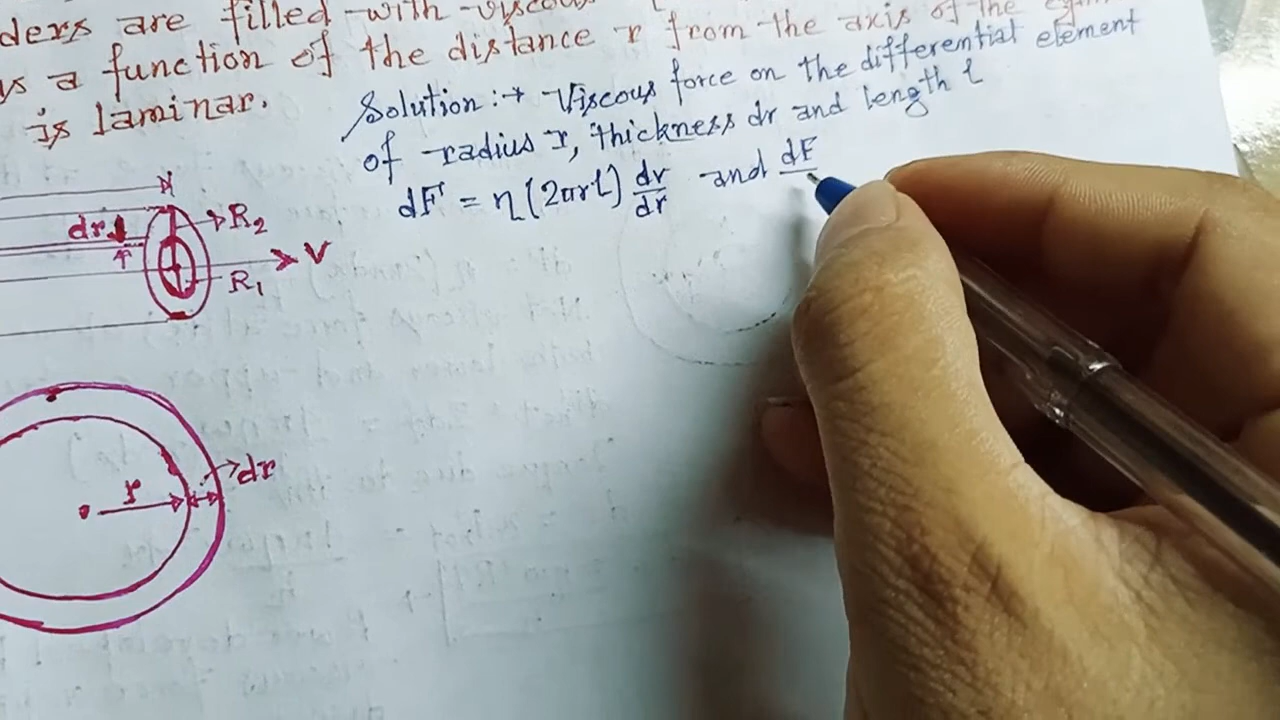 ders are filled with viscous
as a function of the distance r from the axis of the
is laminar.
Solution :→ Viscous force on the differential element
of radius r, thickness dr and length l
dF = η (2πrl) dv/dr and dF
dr
R₂
V
R₁
r
dr